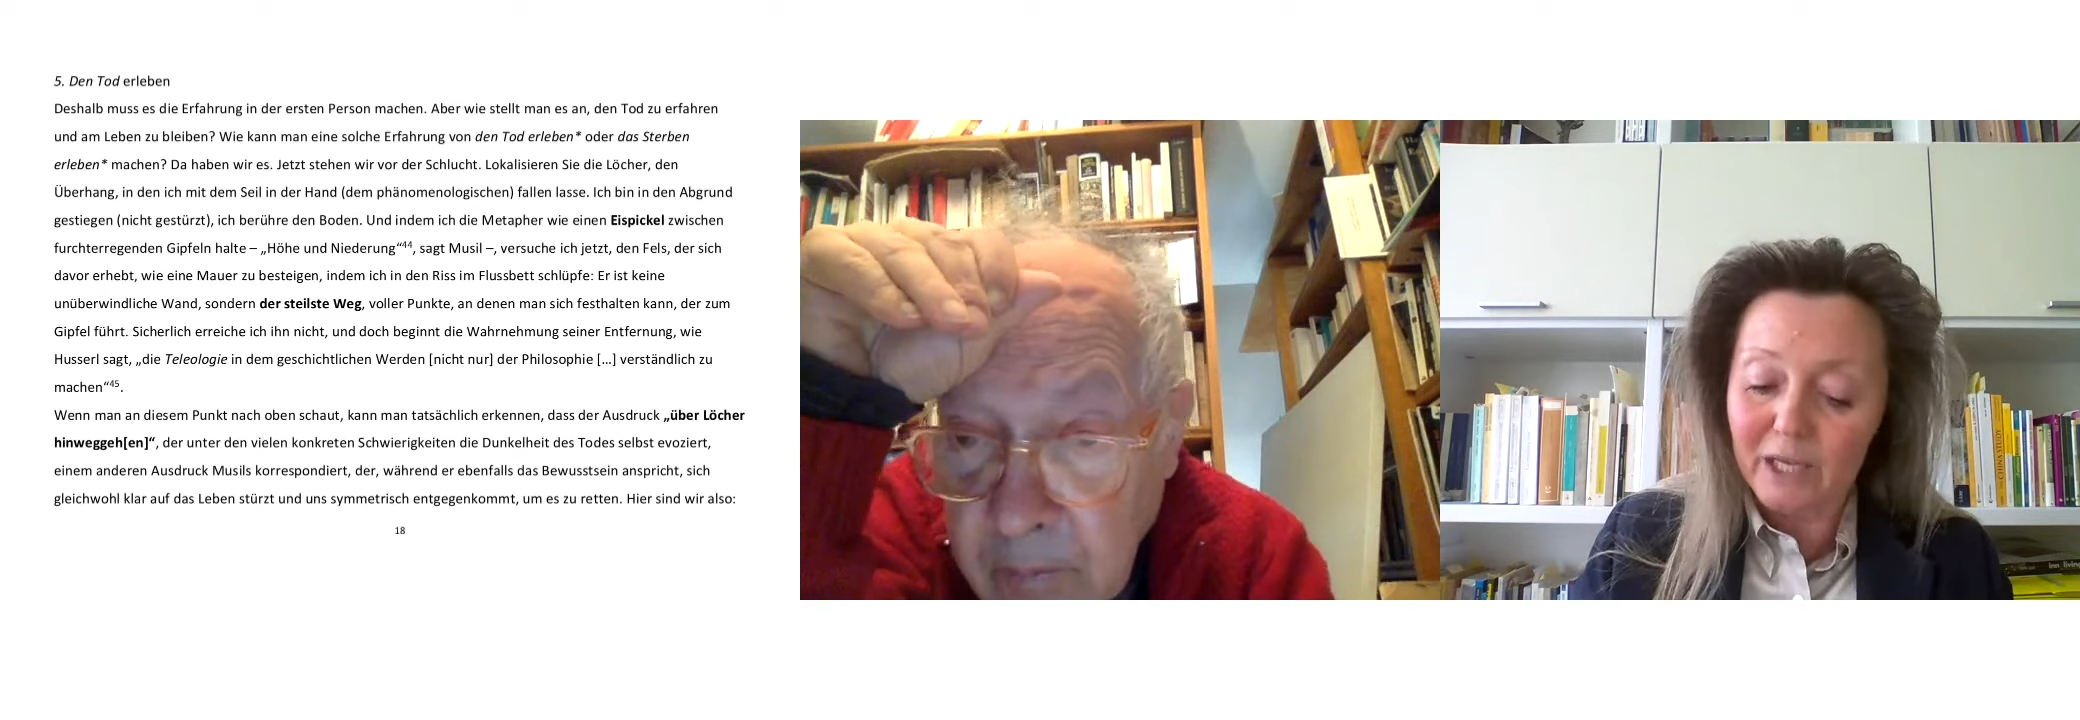 5. Den Tod erleben
Deshalb muss es die Erfahrung in der ersten Person machen. Aber wie stellt man es an, den Tod zu erfahren
und am Leben zu bleiben? Wie kann man eine solche Erfahrung von den Tod erleben* oder das Sterben
erleben* machen? Da haben wir es. Jetzt stehen wir vor der Schlucht. Lokalisieren Sie die Löcher, den
Überhang, in den ich mit dem Seil in der Hand (dem phänomenologischen) fallen lasse. Ich bin in den Abgrund
gestiegen (nicht gestürzt), ich berühre den Boden. Und indem ich die Metapher wie einen Eispickel zwischen
furchterregenden Gipfeln halte – „Höhe und Niederung“44, sagt Musil –, versuche ich jetzt, den Fels, der sich
davor erhebt, wie eine Mauer zu besteigen, indem ich in den Riss im Flussbett schlüpfe: Er ist keine
unüberwindliche Wand, sondern der steilste Weg, voller Punkte, an denen man sich festhalten kann, der zum
Gipfel führt. Sicherlich erreiche ich ihn nicht, und doch beginnt die Wahrnehmung seiner Entfernung, wie
Husserl sagt, „die Teleologie in dem geschichtlichen Werden [nicht nur] der Philosophie […] verständlich zu
machen“45.
Wenn man an diesem Punkt nach oben schaut, kann man tatsächlich erkennen, dass der Ausdruck „über Löcher
hinweggeh[en]“, der unter den vielen konkreten Schwierigkeiten die Dunkelheit des Todes selbst evoziert,
einem anderen Ausdruck Musils korrespondiert, der, während er ebenfalls das Bewusstsein anspricht, sich
gleichwohl klar auf das Leben stürzt und uns symmetrisch entgegenkommt, um es zu retten. Hier sind wir also:
18
CHINA STUDY